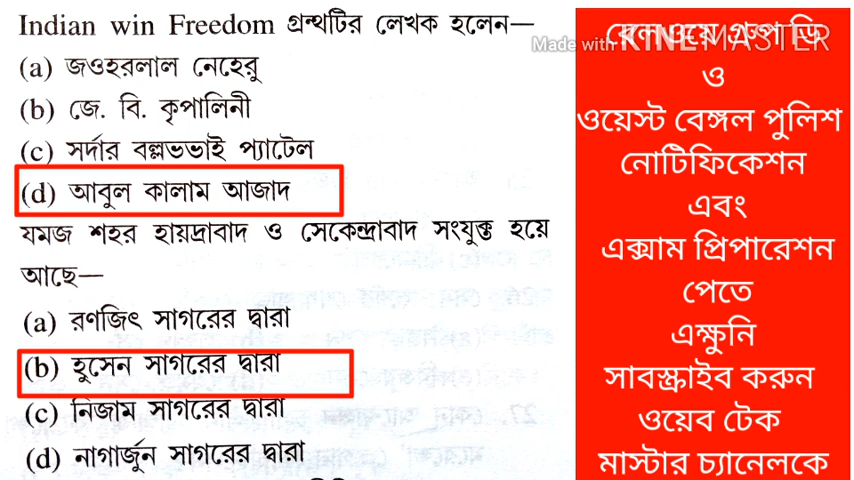 Indian win Freedom গ্রন্থটির লেখক হলেন—
(a) জওহরলাল নেহেরু
(b) জে. বি. কৃপালিনী
(c) সর্দার বল্লভভাই প্যাটেল
(d) আবুল কালাম আজাদ
যমজ শহর হায়দ্রাবাদ ও সেকেন্দ্রাবাদ সংযুক্ত হয়ে
আছে—
(a) রণজিৎ সাগরের দ্বারা
(b) হুসেন সাগরের দ্বারা
(c) নিজাম সাগরের দ্বারা
(d) নাগার্জুন সাগরের দ্বারা
Made with KINEMASTER
রেলওয়ে গ্রুপ ডি
ও
ওয়েস্ট বেঙ্গল পুলিশ
নোটিফিকেশন
এবং
এক্সাম প্রিপারেশন
পেতে
এক্ষুনি
সাবস্ক্রাইব করুন
ওয়েব টেক
মাস্টার চ্যানেলকে